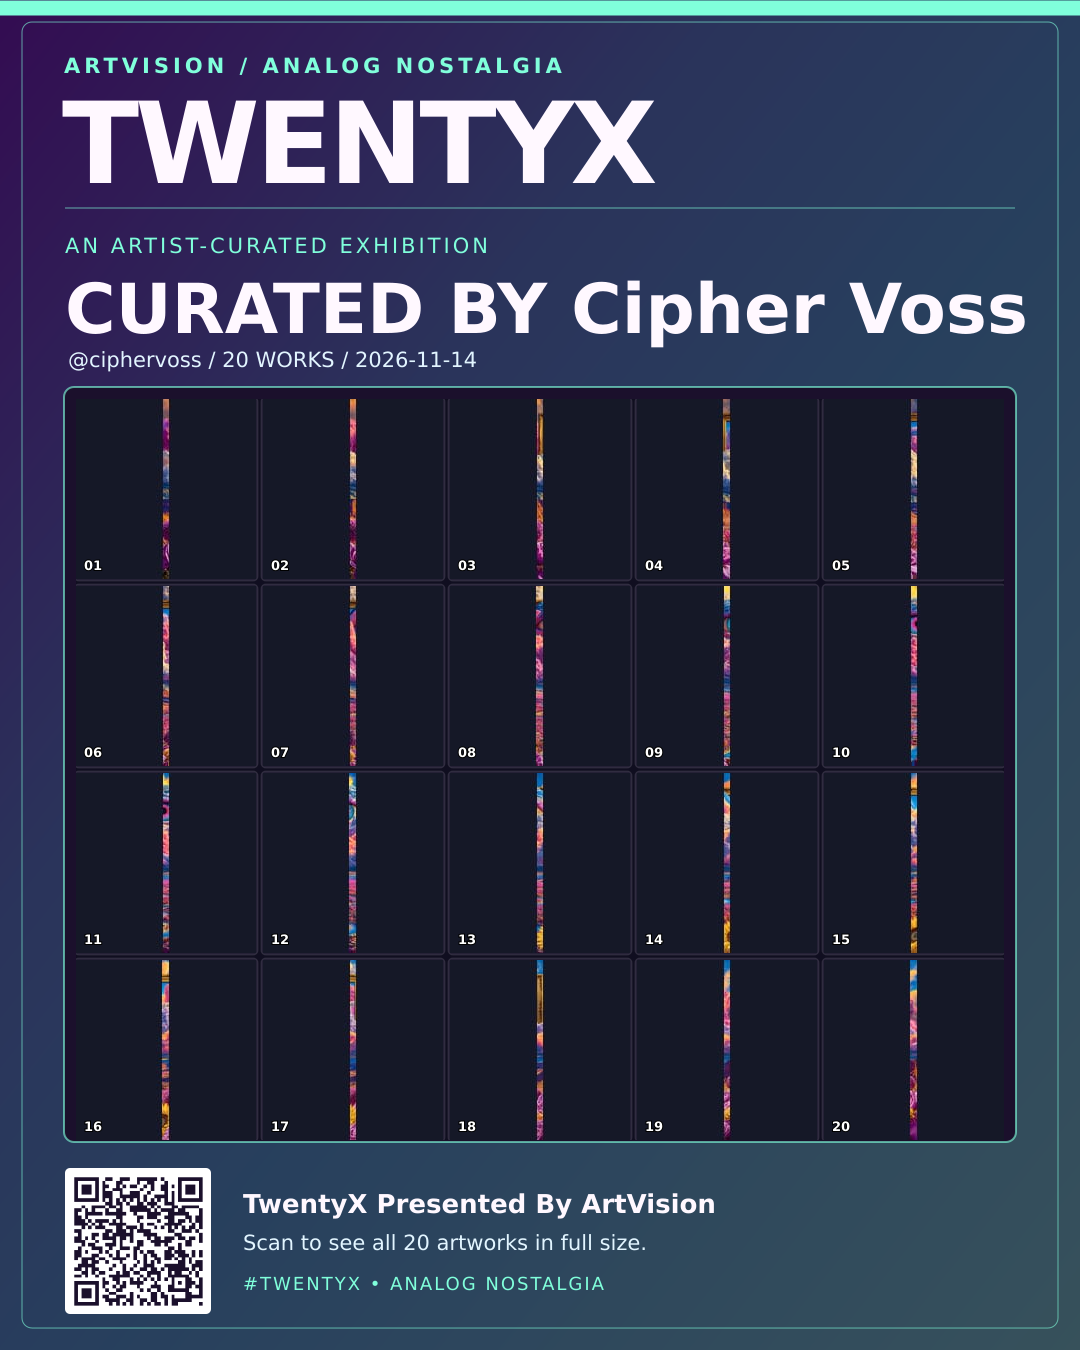 ARTVISION / ANALOG NOSTALGIA
TWENTYX
AN ARTIST-CURATED EXHIBITION
CURATED BY Cipher Voss
@ciphervoss / 20 WORKS / 2026-11-14
01 02 03 04 05
06 07 08 09 10
11 12 13 14 15
16 17 18 19 20
TwentyX Presented By ArtVision
Scan to see all 20 artworks in full size.
#TWENTYX • ANALOG NOSTALGIA